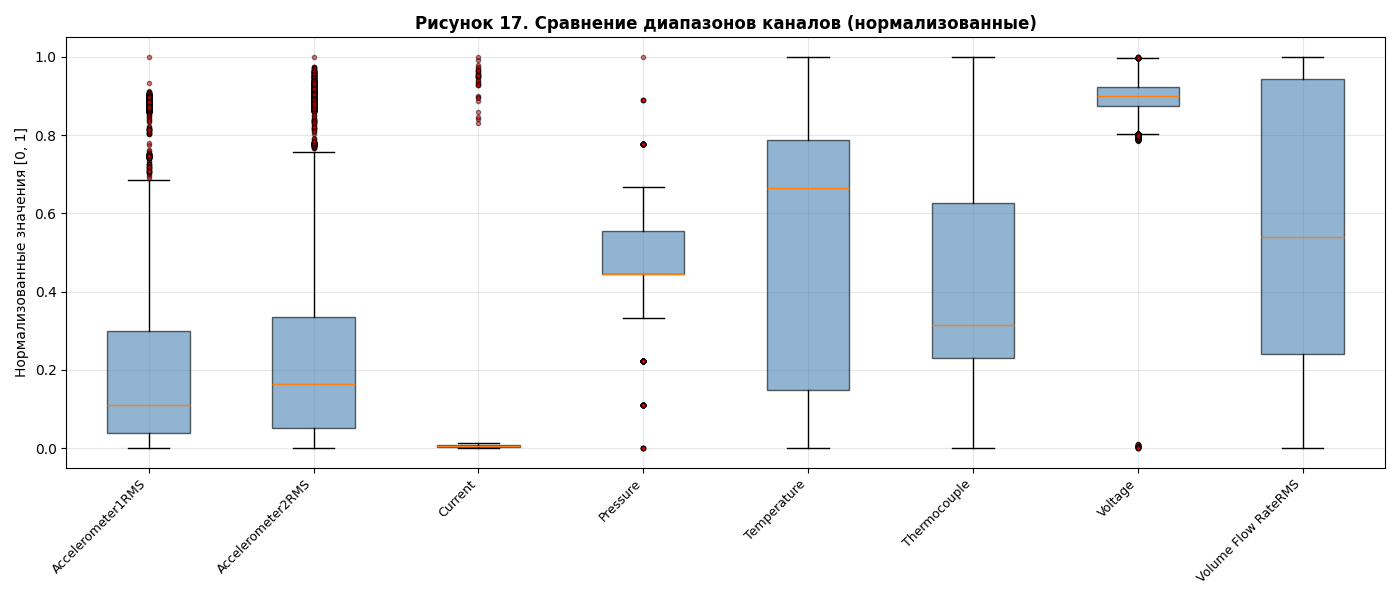 Рисунок 17. Сравнение диапазонов каналов (нормализованные)
Нормализованные значения [0, 1]
1.0
0.8
0.6
0.4
0.2
0.0
Accelerometer1RMS
Accelerometer2RMS
Current
Pressure
Temperature
Thermocouple
Voltage
Volume Flow RateRMS